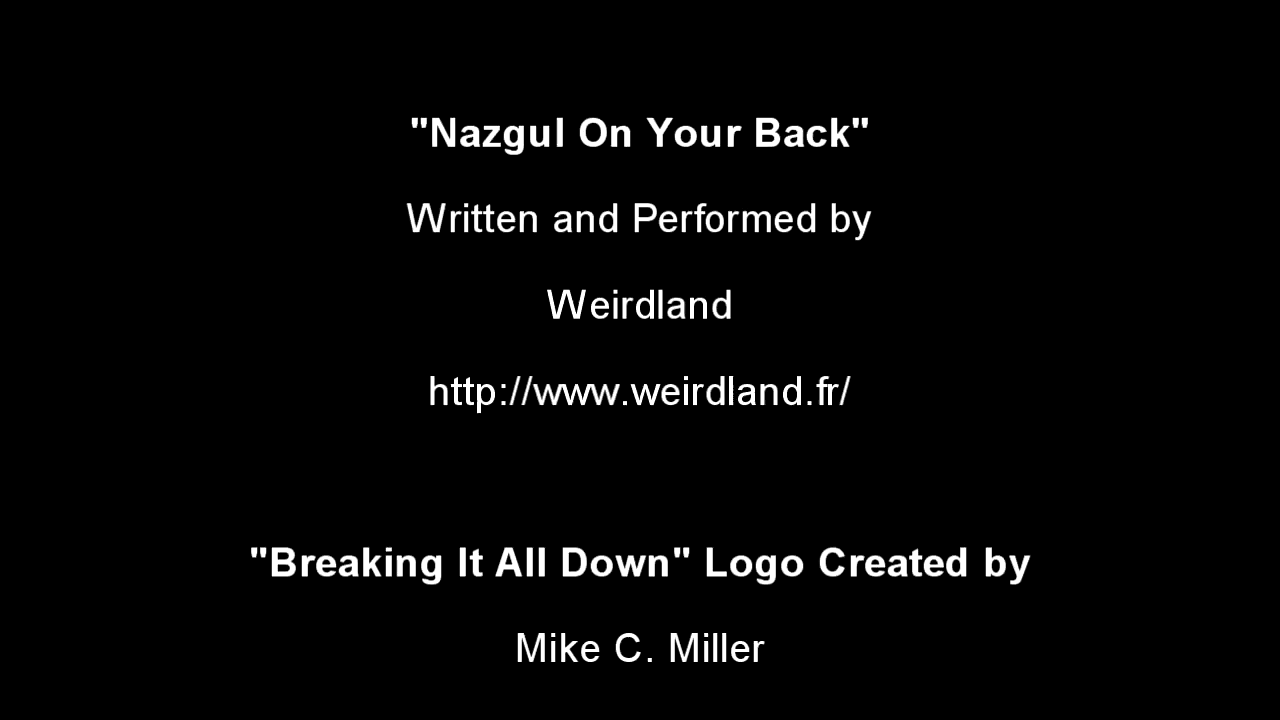 "Nazgul On Your Back"
Written and Performed by
Weirdland
http://www.weirdland.fr/
"Breaking It All Down" Logo Created by
Mike C. Miller